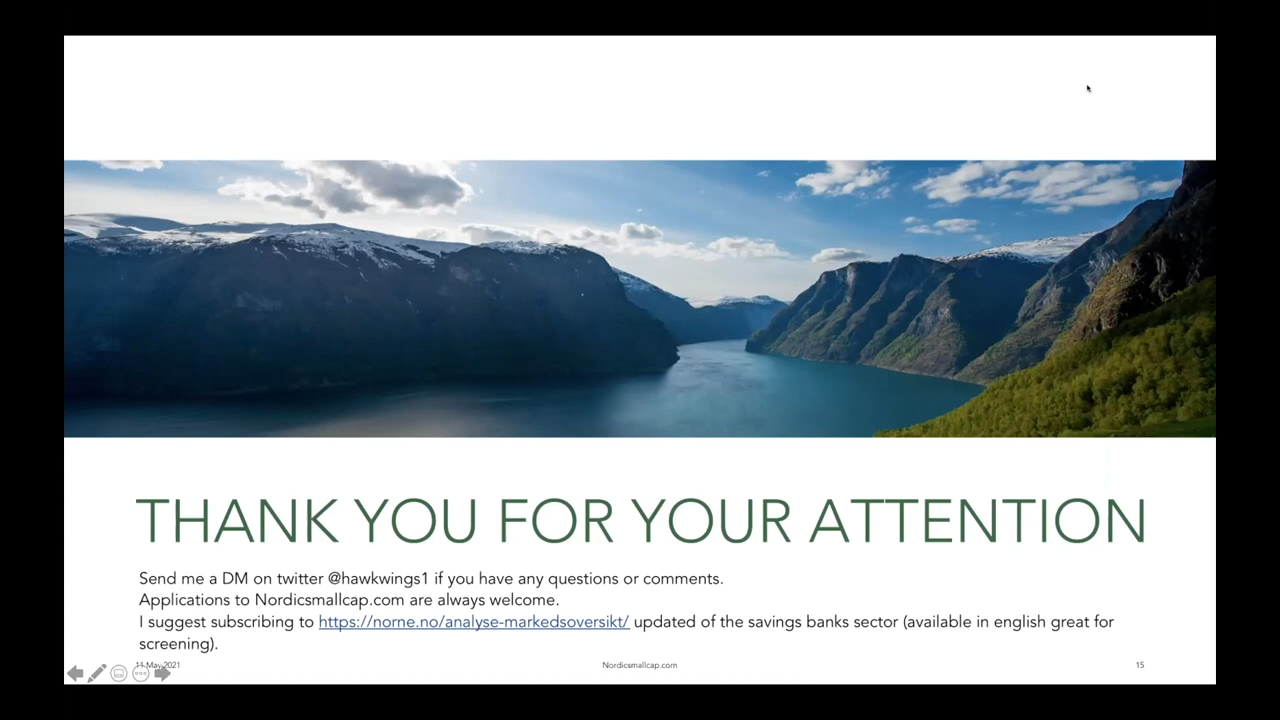 THANK YOU FOR YOUR ATTENTION
Send me a DM on twitter @hawkwings1 if you have any questions or comments.
Applications to Nordicsmallcap.com are always welcome.
I suggest subscribing to https://norne.no/analyse-markedsoversikt/ updated of the savings banks sector (available in english great for
screening).
11 May 2021
Nordicsmallcap.com
15